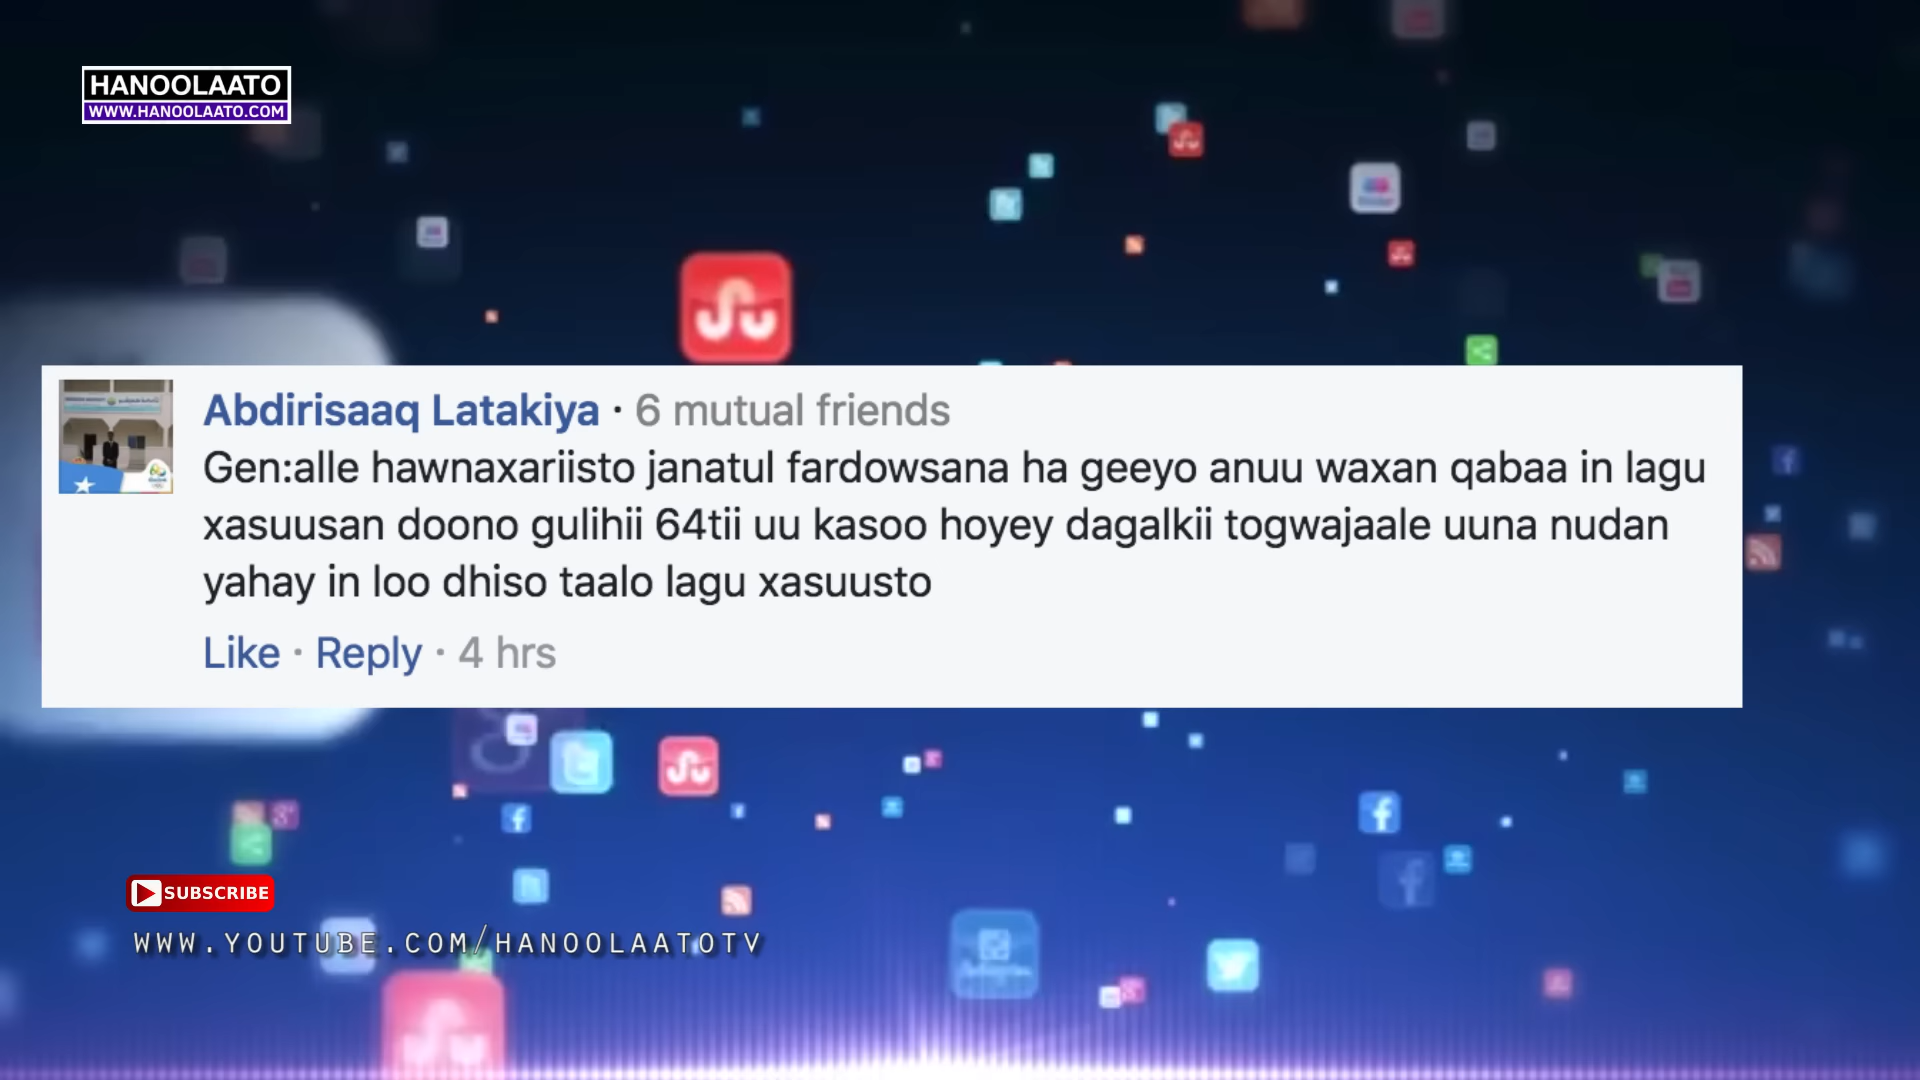 HANOOLAATO
WWW.HANOOLAATO.COM
Abdirisaaq Latakiya · 6 mutual friends
Gen:alle hawnaxariisto janatul fardowsana ha geeyo anuu waxan qabaa in lagu
xasuusan doono gulihii 64tii uu kasoo hoyey dagalkii togwajaale uuna nudan
yahay in loo dhiso taalo lagu xasuusto
Like · Reply · 4 hrs
SUBSCRIBE
WWW.YOUTUBE.COM/HANOOLAATOTV